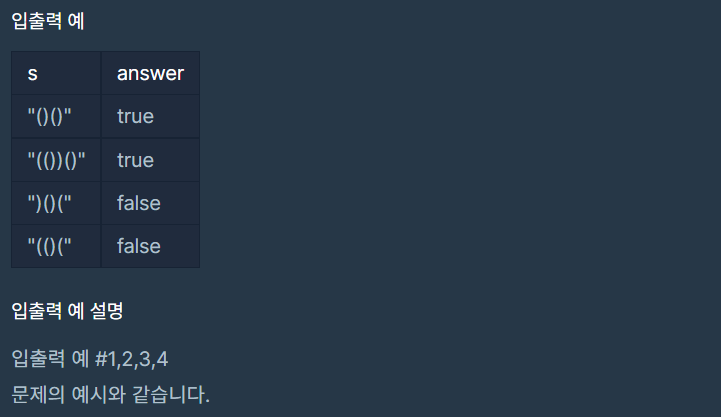 입출력 예
s answer
"()()" true
"(())()" true
")()(" false
"(()(" false
입출력 예 설명
입출력 예 #1,2,3,4
문제의 예시와 같습니다.